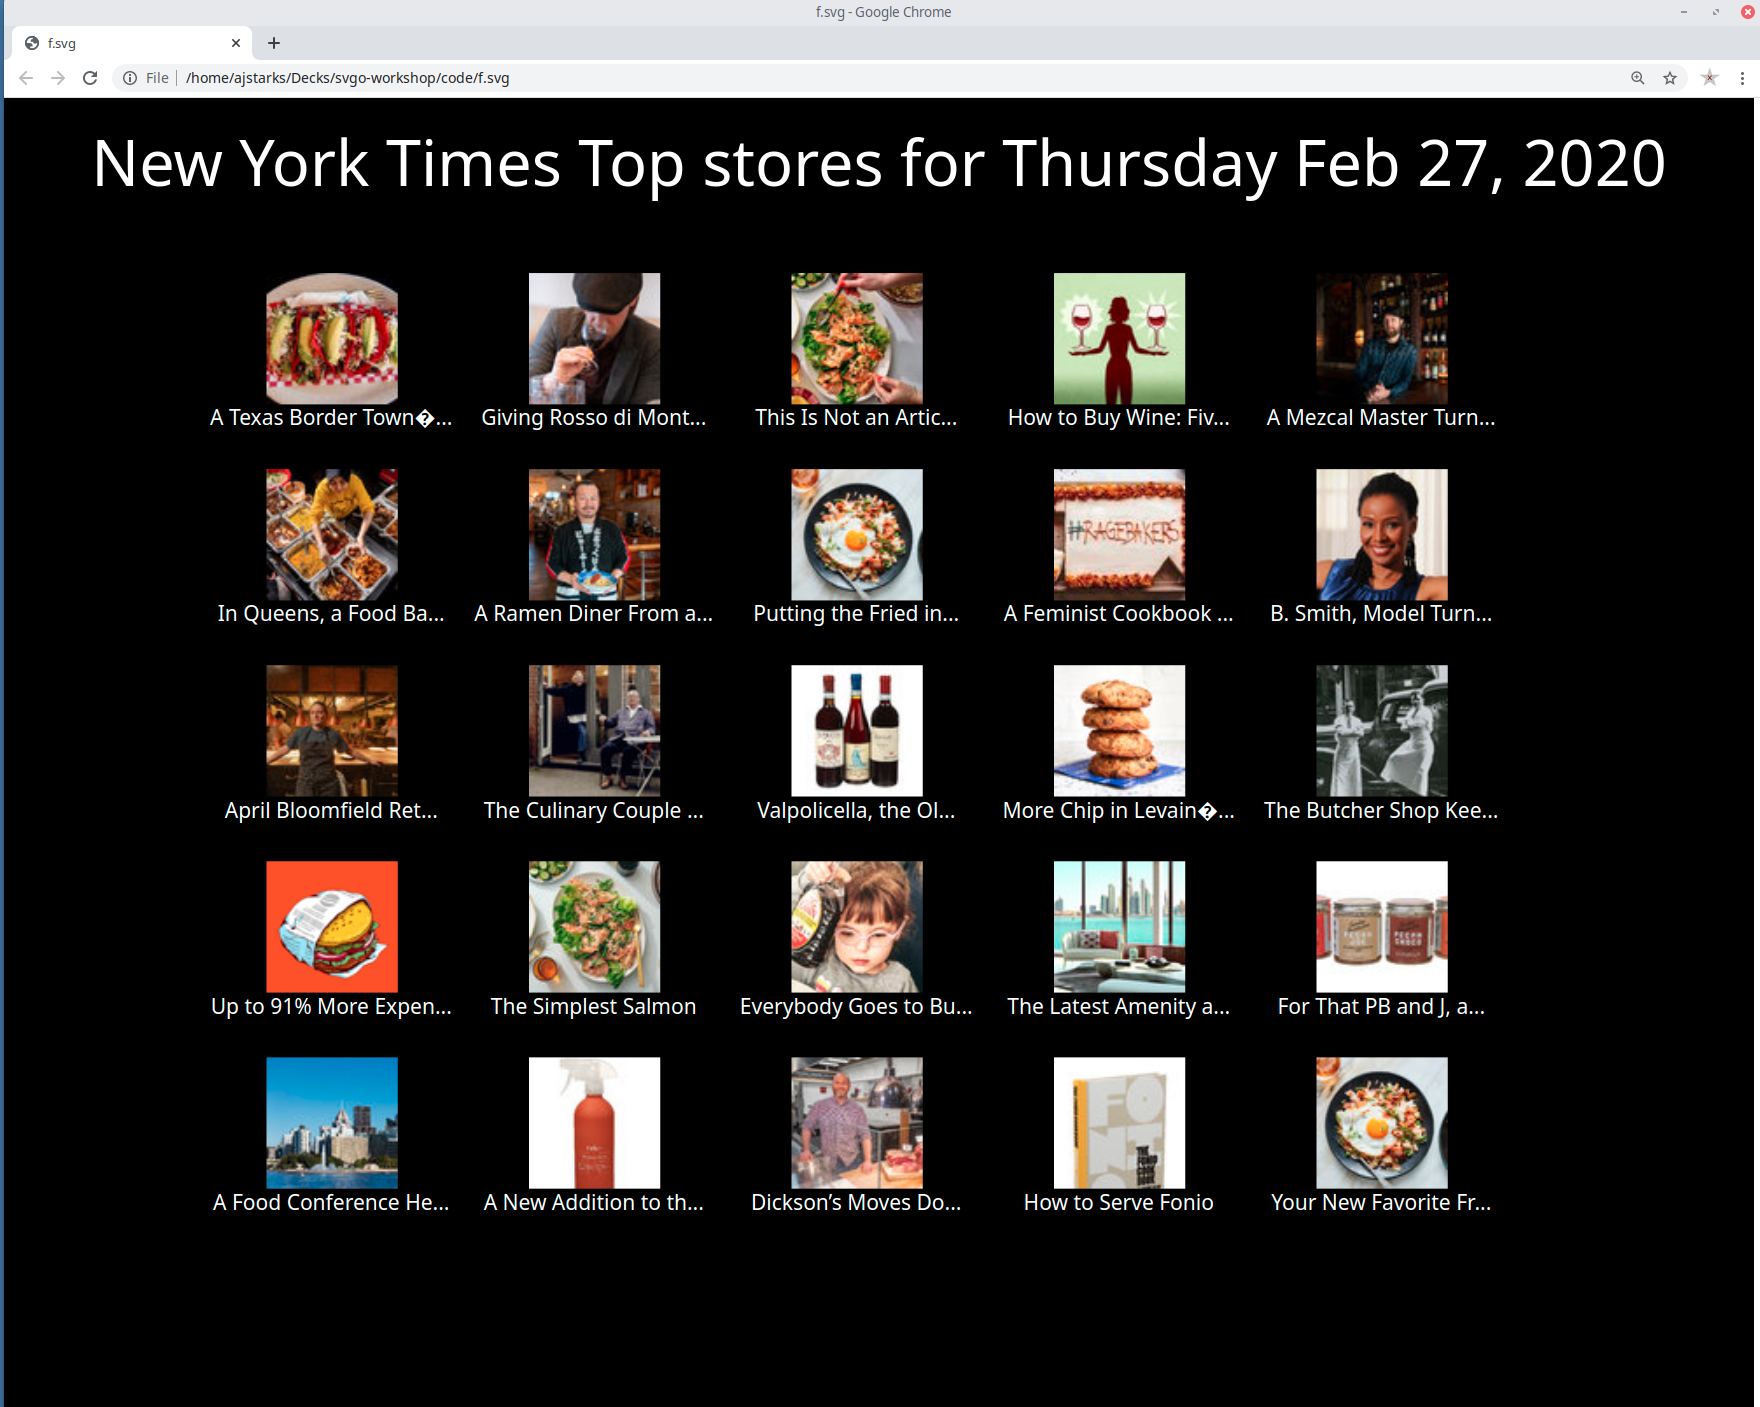 f.svg - Google Chrome
f.svg
File /home/ajstarks/Decks/svgo-workshop/code/f.svg
New York Times Top stores for Thursday Feb 27, 2020
A Texas Border Town�...
Giving Rosso di Mont...
This Is Not an Artic...
How to Buy Wine: Fiv...
A Mezcal Master Turn...
#RAGEBAKERS
In Queens, a Food Ba...
A Ramen Diner From a...
Putting the Fried in...
A Feminist Cookbook ...
B. Smith, Model Turn...
April Bloomfield Ret...
The Culinary Couple ...
Valpolicella, the Ol...
More Chip in Levain�...
The Butcher Shop Kee...
Up to 91% More Expen...
The Simplest Salmon
Everybody Goes to Bu...
The Latest Amenity a...
For That PB and J, a...
A Food Conference He...
A New Addition to th...
Dickson’s Moves Do...
How to Serve Fonio
Your New Favorite Fr...